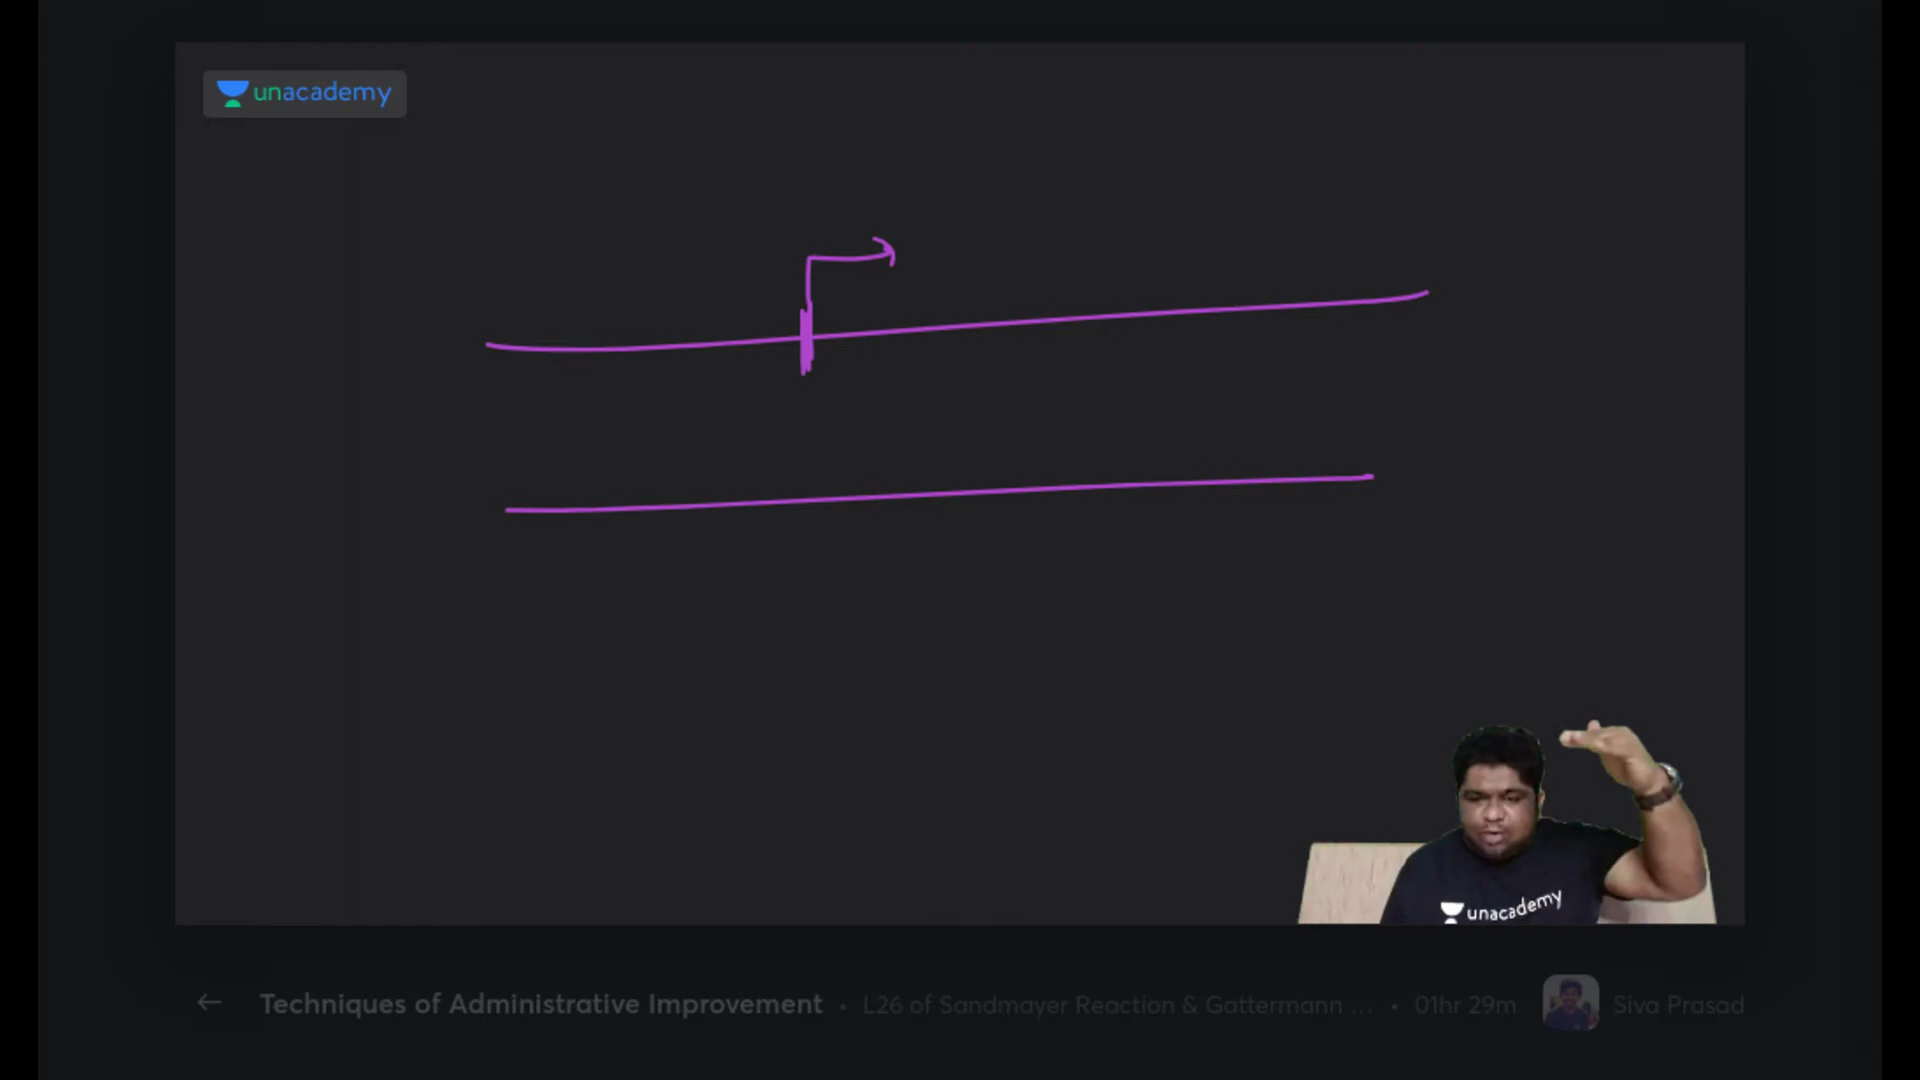 unacademy
unacademy
Techniques of Administrative Improvement • L26 of Sandmayer Reaction & Gattermann ... • 01hr 29m Siva Prasad